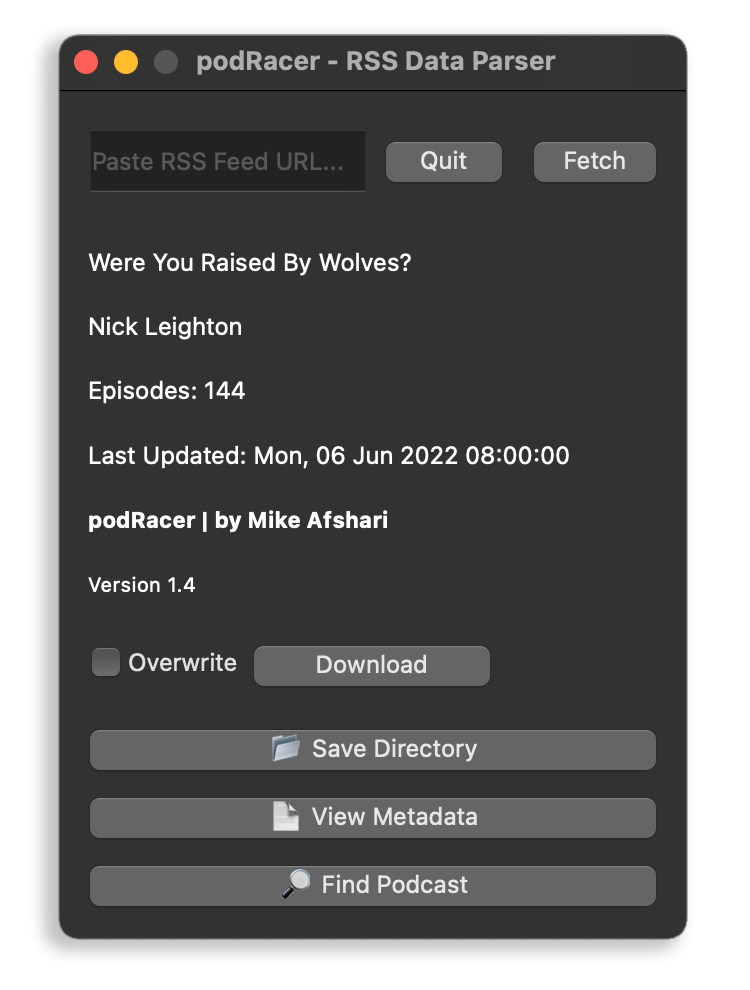 podRacer - RSS Data Parser
Paste RSS Feed URL... Quit Fetch
Were You Raised By Wolves?
Nick Leighton
Episodes: 144
Last Updated: Mon, 06 Jun 2022 08:00:00
podRacer | by Mike Afshari
Version 1.4
Overwrite Download
Save Directory
View Metadata
Find Podcast